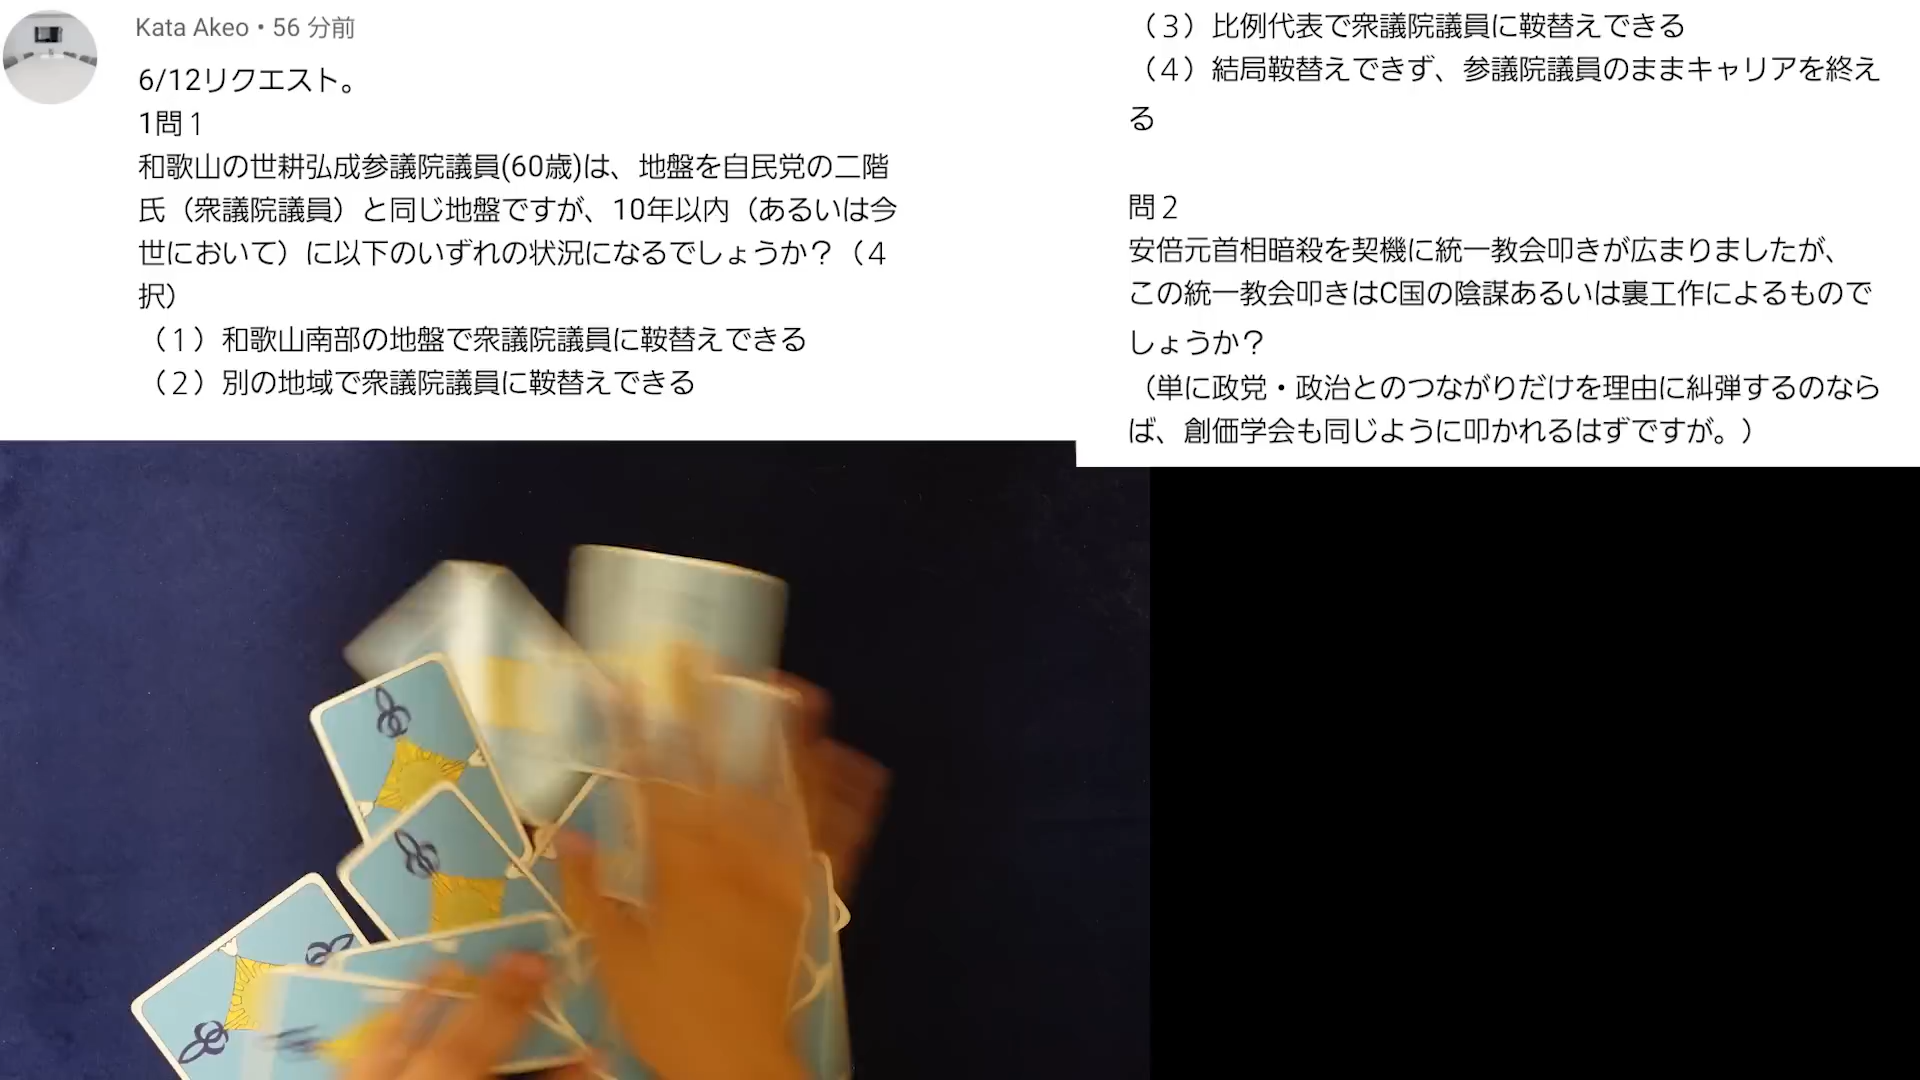 Kata Akeo • 56 分前
6/12リクエスト。
1問１
和歌山の世耕弘成参議院議員(60歳)は、地盤を自民党の二階
氏（衆議院議員）と同じ地盤ですが、10年以内（あるいは今
世において）に以下のいずれの状況になるでしょうか？（４
択）
（１）和歌山南部の地盤で衆議院議員に鞍替えできる
（２）別の地域で衆議院議員に鞍替えできる
（３）比例代表で衆議院議員に鞍替えできる
（４）結局鞍替えできず、参議院議員のままキャリアを終え
る
問２
安倍元首相暗殺を契機に統一教会叩きが広まりましたが、
この統一教会叩きはC国の陰謀あるいは裏工作によるもので
しょうか？
（単に政党・政治とのつながりだけを理由に糾弾するのなら
ば、創価学会も同じように叩かれるはずですが。）